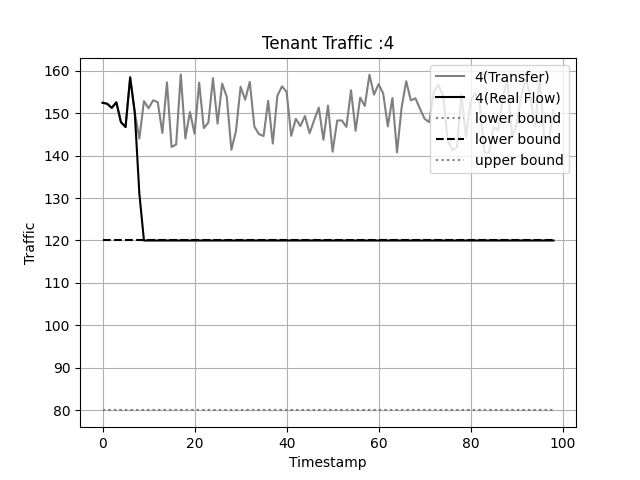 Tenant Traffic :4
160
150
140
130
120
110
100
90
80
Traffic
4(Transfer)
4(Real Flow)
lower bound
lower bound
upper bound
0
20
40
60
80
100
Timestamp